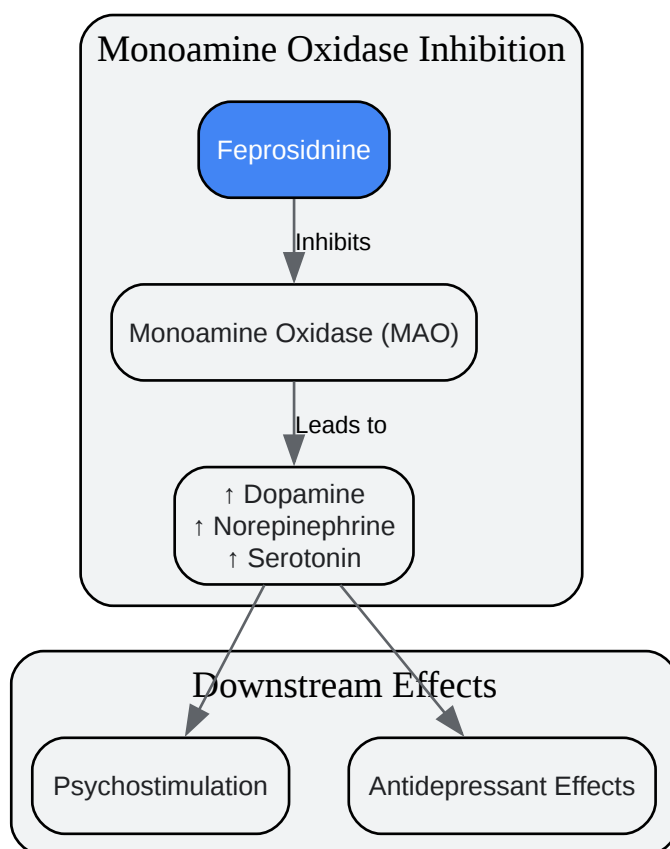 Monoamine Oxidase Inhibition
Feprosidnine
Inhibits
Monoamine Oxidase (MAO)
Leads to
↑ Dopamine
↑ Norepinephrine
↑ Serotonin
Downstream Effects
Psychostimulation
Antidepressant Effects